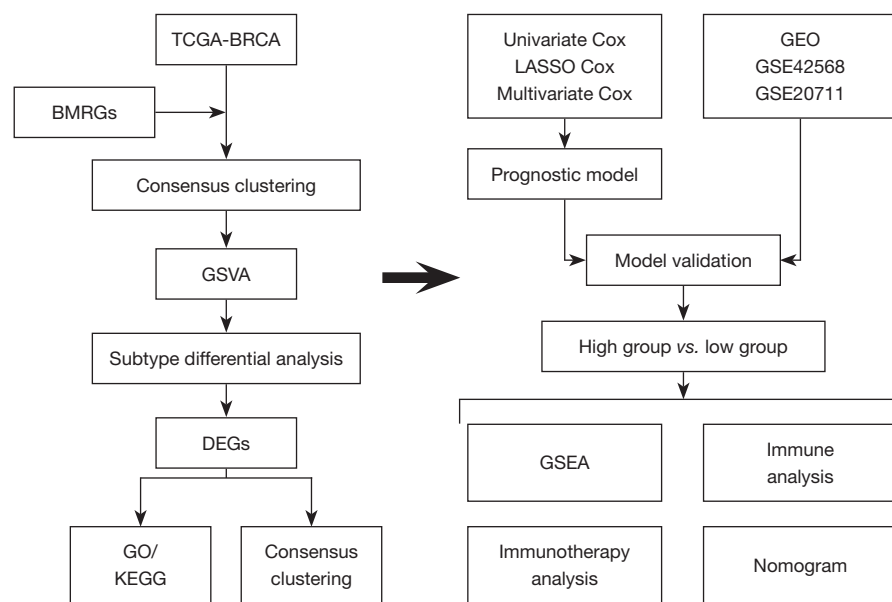 TCGA-BRCA
BMRGs
Consensus clustering
GSVA
Subtype differential analysis
DEGs
GO/
KEGG
Consensus
clustering
Univariate Cox
LASSO Cox
Multivariate Cox
GEO
GSE42568
GSE20711
Prognostic model
Model validation
High group vs. low group
GSEA
Immune
analysis
Immunotherapy
analysis
Nomogram